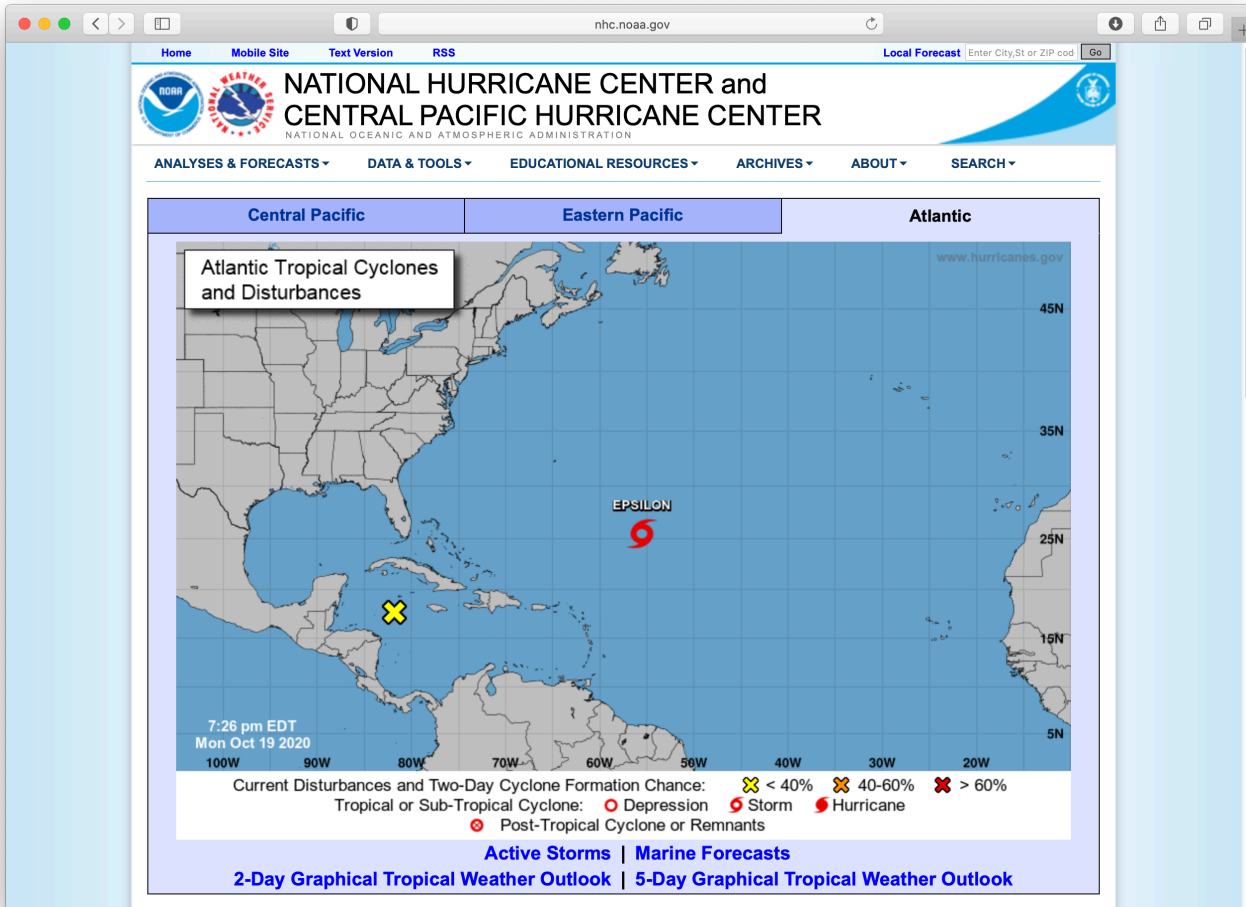 nhc.noaa.gov
Home Mobile Site Text Version RSS Local Forecast Enter City,St or ZIP cod Go
NOAA
NATIONAL WEATHER SERVICE
NATIONAL HURRICANE CENTER and
CENTRAL PACIFIC HURRICANE CENTER
NATIONAL OCEANIC AND ATMOSPHERIC ADMINISTRATION
ANALYSES & FORECASTS DATA & TOOLS EDUCATIONAL RESOURCES ARCHIVES ABOUT SEARCH
Central Pacific Eastern Pacific Atlantic
www.hurricanes.gov
Atlantic Tropical Cyclones
and Disturbances
45N
35N
EPSILON
25N
15N
7:26 pm EDT
Mon Oct 19 2020
5N
100W 90W 80W 70W 60W 50W 40W 30W 20W
Current Disturbances and Two-Day Cyclone Formation Chance: < 40% 40-60% > 60%
Tropical or Sub-Tropical Cyclone: Depression Storm Hurricane
Post-Tropical Cyclone or Remnants
Active Storms | Marine Forecasts
2-Day Graphical Tropical Weather Outlook | 5-Day Graphical Tropical Weather Outlook